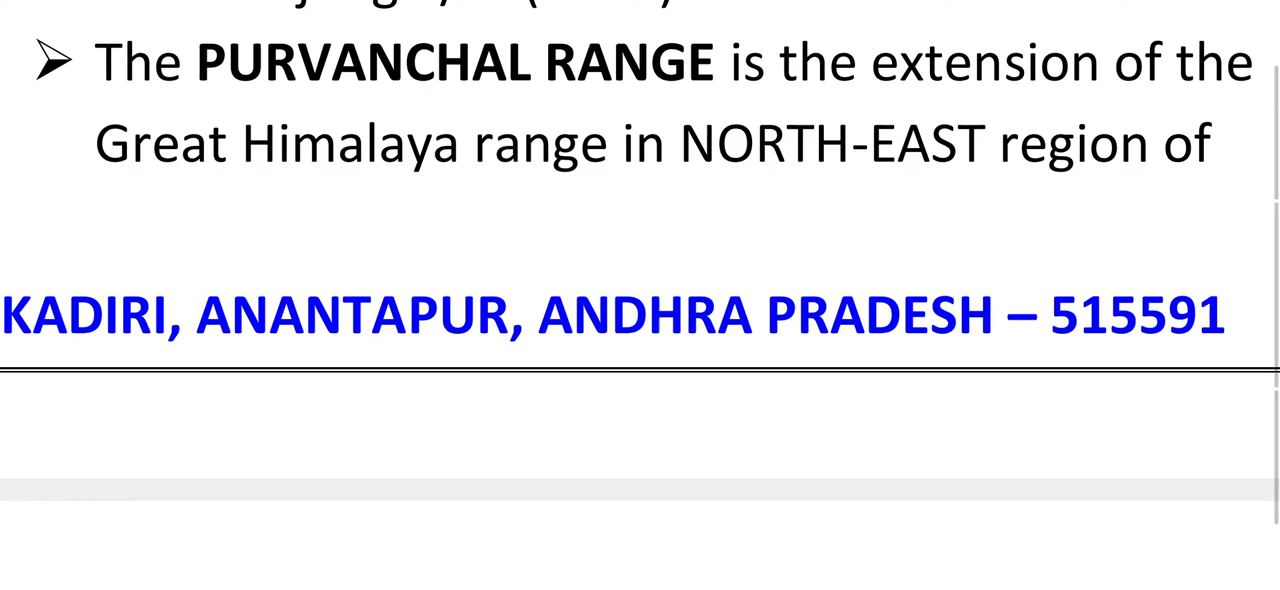 ➢ The PURVANCHAL RANGE is the extension of the
Great Himalaya range in NORTH-EAST region of
KADIRI, ANANTAPUR, ANDHRA PRADESH – 515591